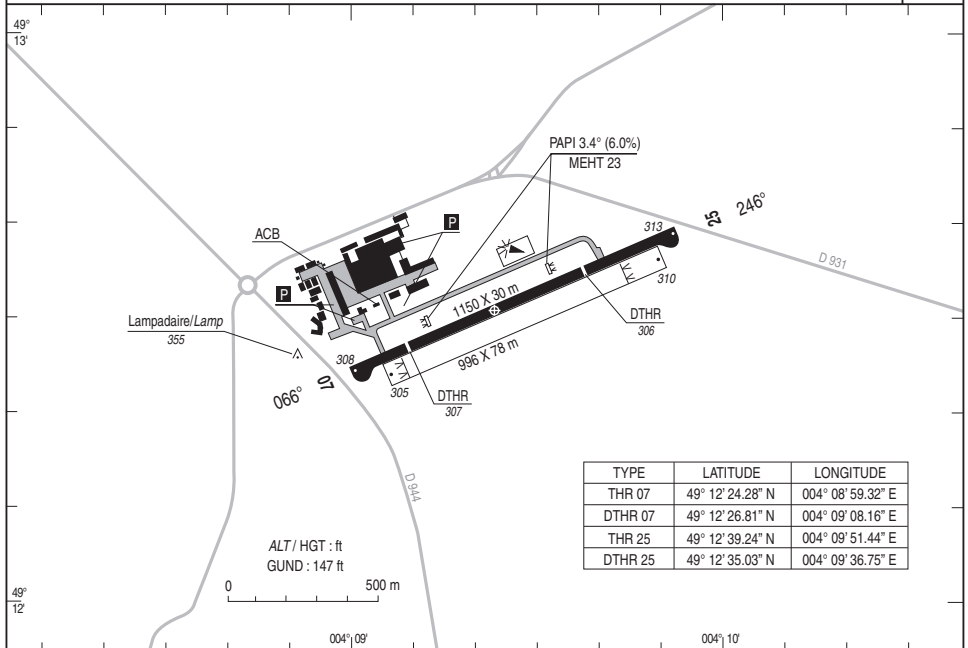 49°
13'
PAPI 3.4° (6.0%)
MEHT 23
25
246°
313
ACB
P
D 931
310
P
1150 X 30 m
DTHR
306
Lampadaire/Lamp
355
996 X 78 m
308
07
066°
305
DTHR
307
D 944
TYPE LATITUDE LONGITUDE
THR 07 49° 12' 24.28" N 004° 08' 59.32" E
DTHR 07 49° 12' 26.81" N 004° 09' 08.16" E
THR 25 49° 12' 39.24" N 004° 09' 51.44" E
DTHR 25 49° 12' 35.03" N 004° 09' 36.75" E
ALT / HGT : ft
GUND : 147 ft
0 500 m
49°
12'
004° 09'
004° 10'